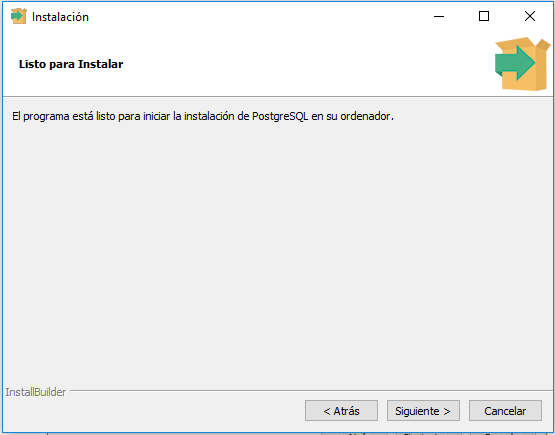 Instalación
Listo para Instalar
El programa está listo para iniciar la instalación de PostgreSQL en su ordenador.
InstallBuilder
< Atrás Siguiente > Cancelar